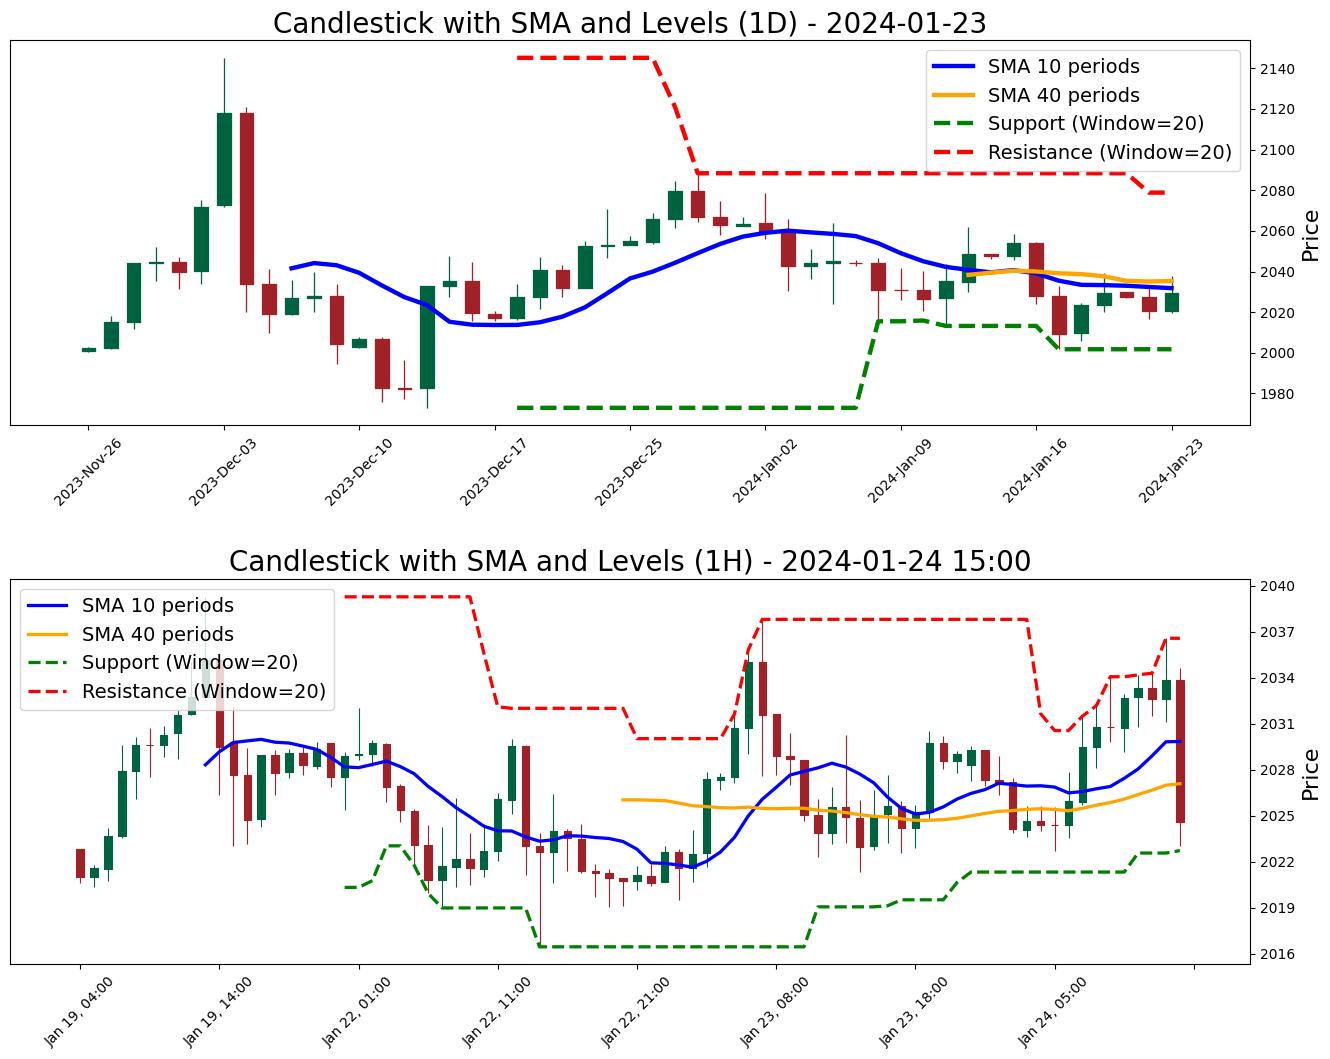 Candlestick with SMA and Levels (1D) - 2024-01-23
SMA 10 periods
SMA 40 periods
Support (Window=20)
Resistance (Window=20)
2140
2120
2100
2080
2060
2040
2020
2000
1980
Price
2023-Nov-26
2023-Dec-03
2023-Dec-10
2023-Dec-17
2023-Dec-25
2024-Jan-02
2024-Jan-09
2024-Jan-16
2024-Jan-23
Candlestick with SMA and Levels (1H) - 2024-01-24 15:00
SMA 10 periods
SMA 40 periods
Support (Window=20)
Resistance (Window=20)
2040
2037
2034
2031
2028
2025
2022
2019
2016
Price
Jan 19, 04:00
Jan 19, 14:00
Jan 22, 01:00
Jan 22, 11:00
Jan 22, 21:00
Jan 23, 08:00
Jan 23, 18:00
Jan 24, 05:00